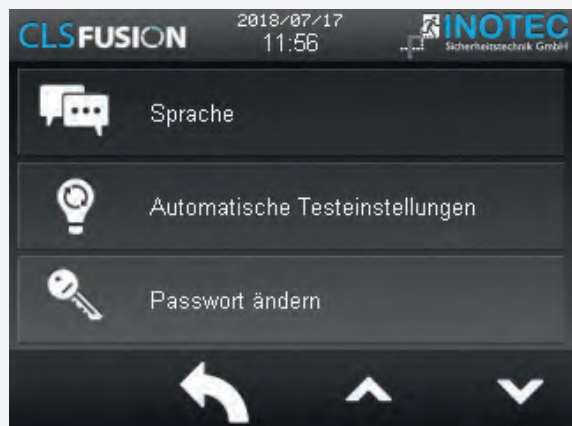 CLSFUSION
2018/07/17
11:56
INOTEC
Sicherheitstechnik GmbH
Sprache
Automatische Testeinstellungen
Passwort ändern